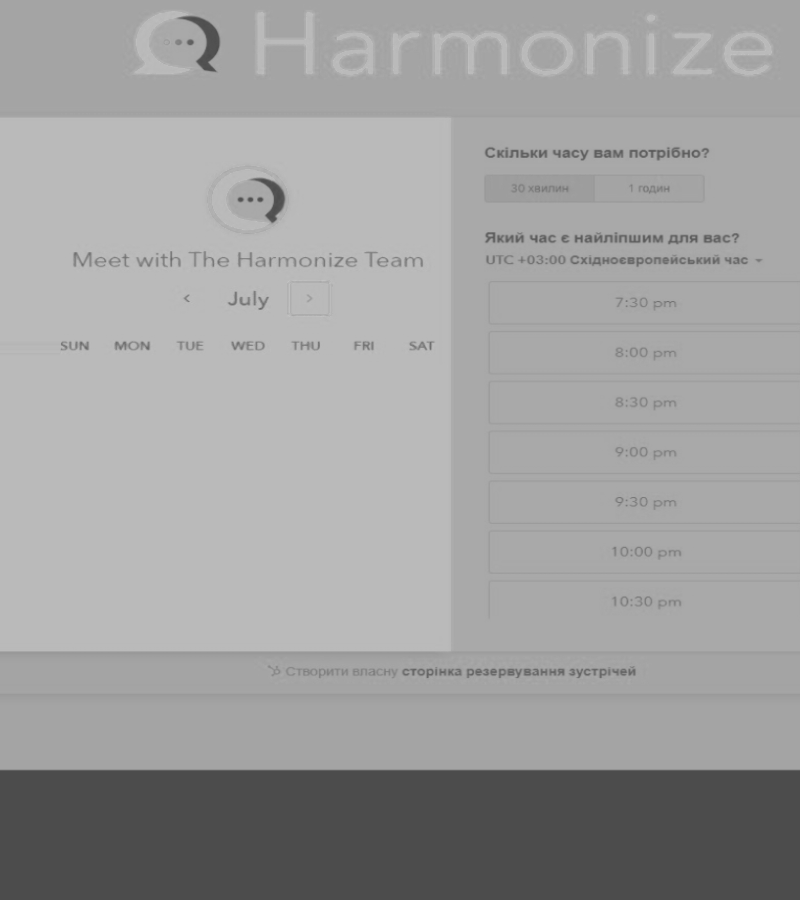 Harmonize
Meet with The Harmonize Team
July
SUN MON TUE WED THU FRI SAT
Скільки часу вам потрібно?
30 хвилин 1 годин
Який час є найліпшим для вас?
UTC +03:00 Східноєвропейський час
7:30 pm
8:00 pm
8:30 pm
9:00 pm
9:30 pm
10:00 pm
10:30 pm
Створити власну сторінка резервування зустрічей